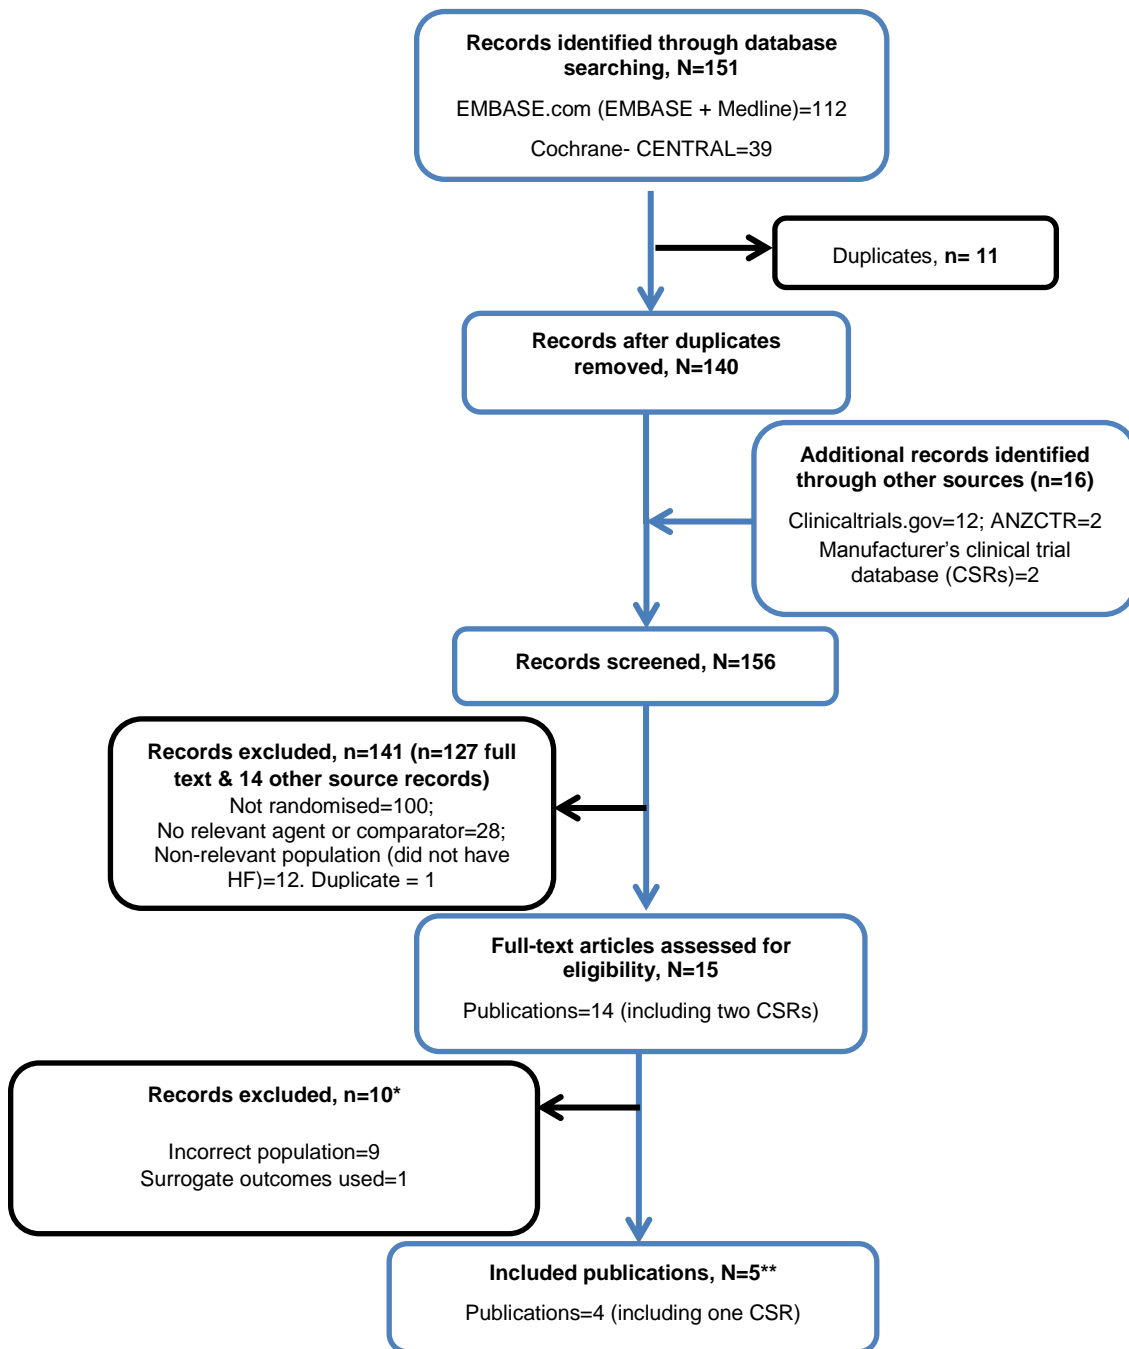 Records identified through database
searching, N=151
EMBASE.com (EMBASE + Medline)=112
Cochrane- CENTRAL=39
Duplicates, n= 11
Records after duplicates
removed, N=140
Additional records identified
through other sources (n=16)
Clinicaltrials.gov=12; ANZCTR=2
Manufacturer's clinical trial
database (CSRs)=2
Records screened, N=156
Records excluded, n=141 (n=127 full
text & 14 other source records)
Not randomised=100;
No relevant agent or comparator=28;
Non-relevant population (did not have
HF)=12. Duplicate = 1
Full-text articles assessed for
eligibility, N=15
Publications=14 (including two CSRs)
Records excluded, n=10*
Incorrect population=9
Surrogate outcomes used=1
Included publications, N=5**
Publications=4 (including one CSR)